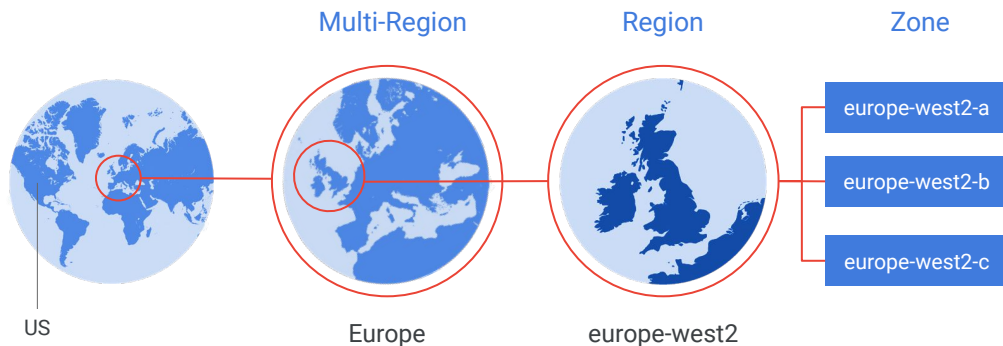 Multi-Region
Region
Zone
europe-west2-a
europe-west2-b
europe-west2-c
US
Europe
europe-west2